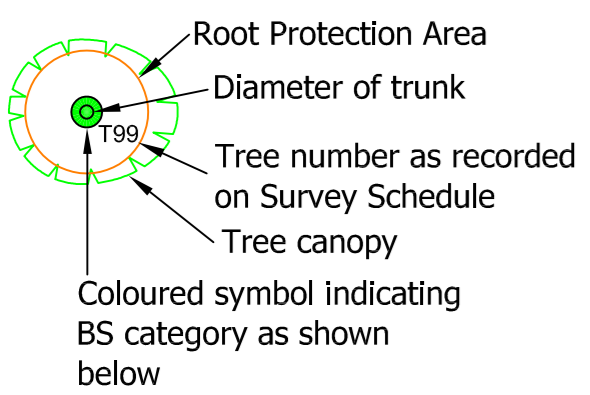 Root Protection Area
Diameter of trunk
T99
Tree number as recorded
on Survey Schedule
Tree canopy
Coloured symbol indicating
BS category as shown
below